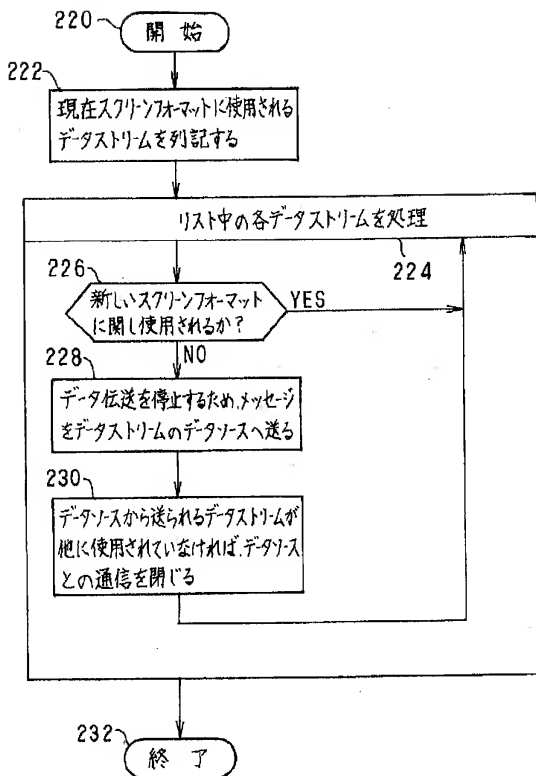 220
開始
222
現在スクリーンフォーマットに使用される
データストリームを列記する
リスト中の各データストリームを処理
224
226
新しいスクリーンフォーマット
に関し使用されるか?
YES
NO
228
データ伝送を停止するため、メッセージ
をデータストリームのデータソースへ送る
230
データソースから送られるデータストリームが
他に使用されていなければ、データソース
との通信を閉じる
232
終了